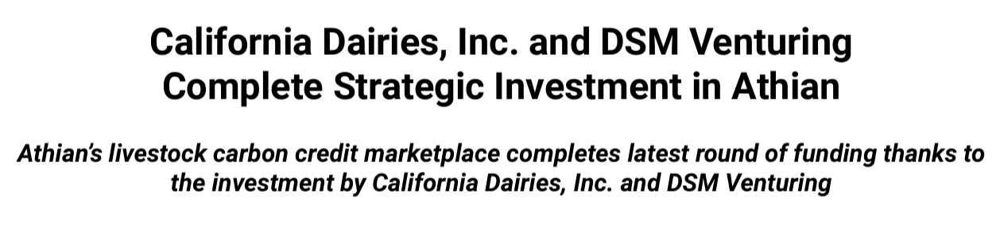 California Dairies, Inc. and DSM Venturing
Complete Strategic Investment in Athian
Athian’s livestock carbon credit marketplace completes latest round of funding thanks to
the investment by California Dairies, Inc. and DSM Venturing